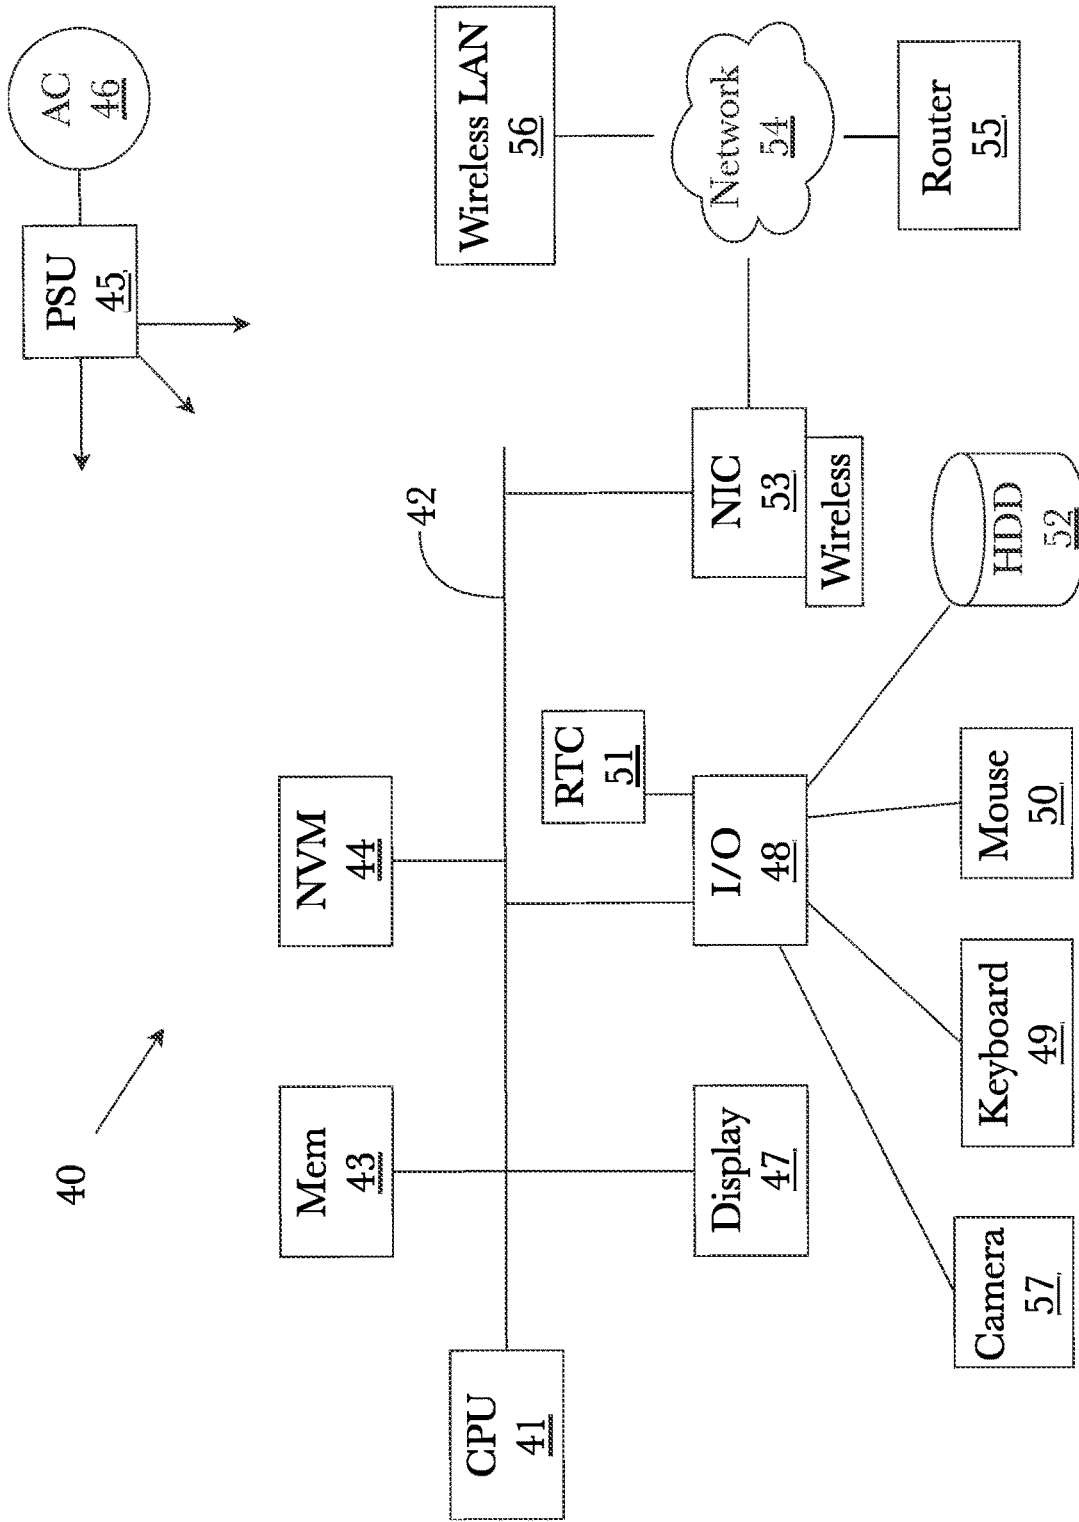 40
AC
46
PSU
45
CPU
41
Mem
43
NVM
44
42
Display
47
I/O
48
RTC
51
NIC
53
Wireless
Wireless LAN
56
Network
54
Router
55
Camera
57
Keyboard
49
Mouse
50
HDD
52